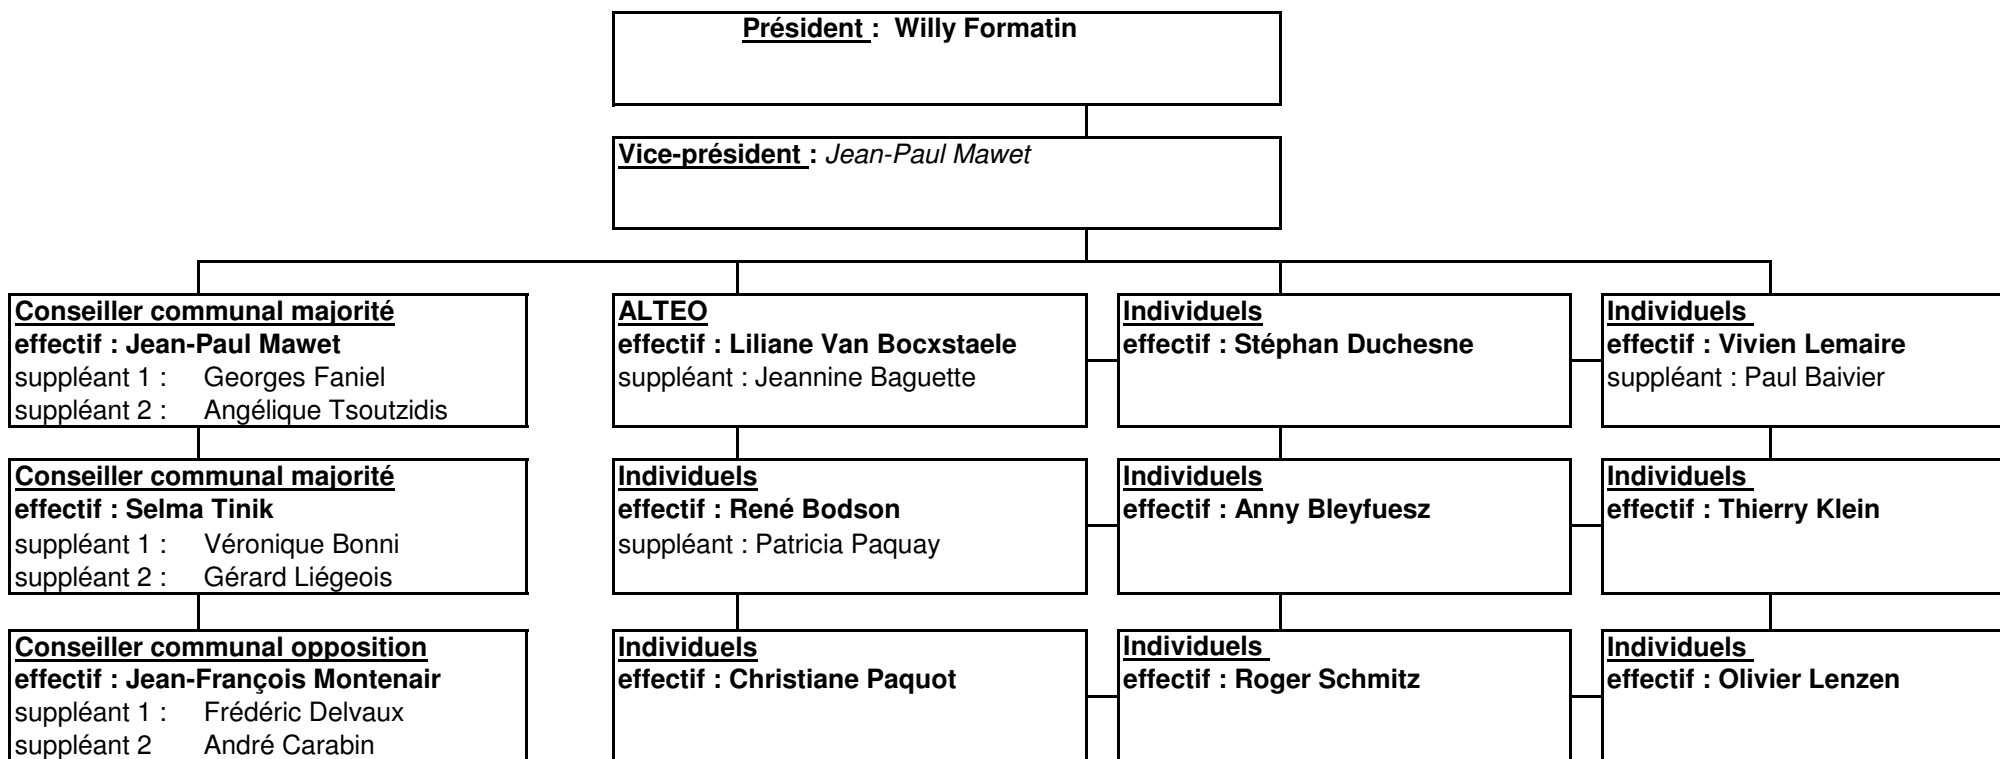 Président : Willy Formatin
Vice-président : Jean-Paul Mawet
Conseiller communal majorité
effectif : Jean-Paul Mawet
suppléant 1 : Georges Faniel
suppléant 2 : Angélique Tsoutzidis
ALTEO
effectif : Liliane Van Bocxstaele
suppléant : Jeannine Baguette
Individuels
effectif : Stéphan Duchesne
Individuels
effectif : Vivien Lemaire
suppléant : Paul Baivier
Conseiller communal majorité
effectif : Selma Tinik
suppléant 1 : Véronique Bonni
suppléant 2 : Gérard Liégeois
Individuels
effectif : René Bodson
suppléant : Patricia Paquay
Individuels
effectif : Anny Bleyfuesz
Individuels
effectif : Thierry Klein
Conseiller communal opposition
effectif : Jean-François Montenair
suppléant 1 : Frédéric Delvaux
suppléant 2 André Carabin
Individuels
effectif : Christiane Paquot
Individuels
effectif : Roger Schmitz
Individuels
effectif : Olivier Lenzen